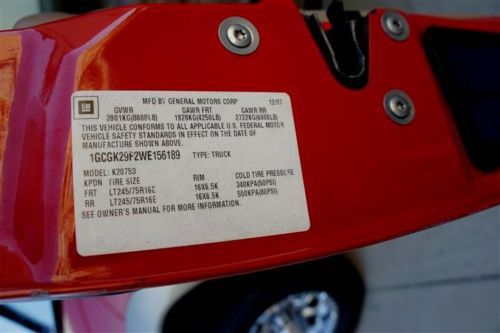 GM
MFD BY GENERAL MOTORS CORP 12/97
GVWR GAWR FRT GAWR RR
3901KG(8600LB) 1928KG(4250LB) 2722KG(6000LB)
THIS VEHICLE CONFORMS TO ALL APPLICABLE U.S. FEDERAL MOTOR
VEHICLE SAFETY STANDARDS IN EFFECT ON THE DATE OF
MANUFACTURE SHOWN ABOVE.
1GCGK29F2WE156189 TYPE: TRUCK
MODEL: K20753
KPON TIRE SIZE RIM COLD TIRE PRESSURE
FRT LT245/75R16E 16X6.5K 340KPA(50PSI)
RR LT245/75R16E 16X6.5K 550KPA(80PSI)
SEE OWNER'S MANUAL FOR MORE INFORMATION.